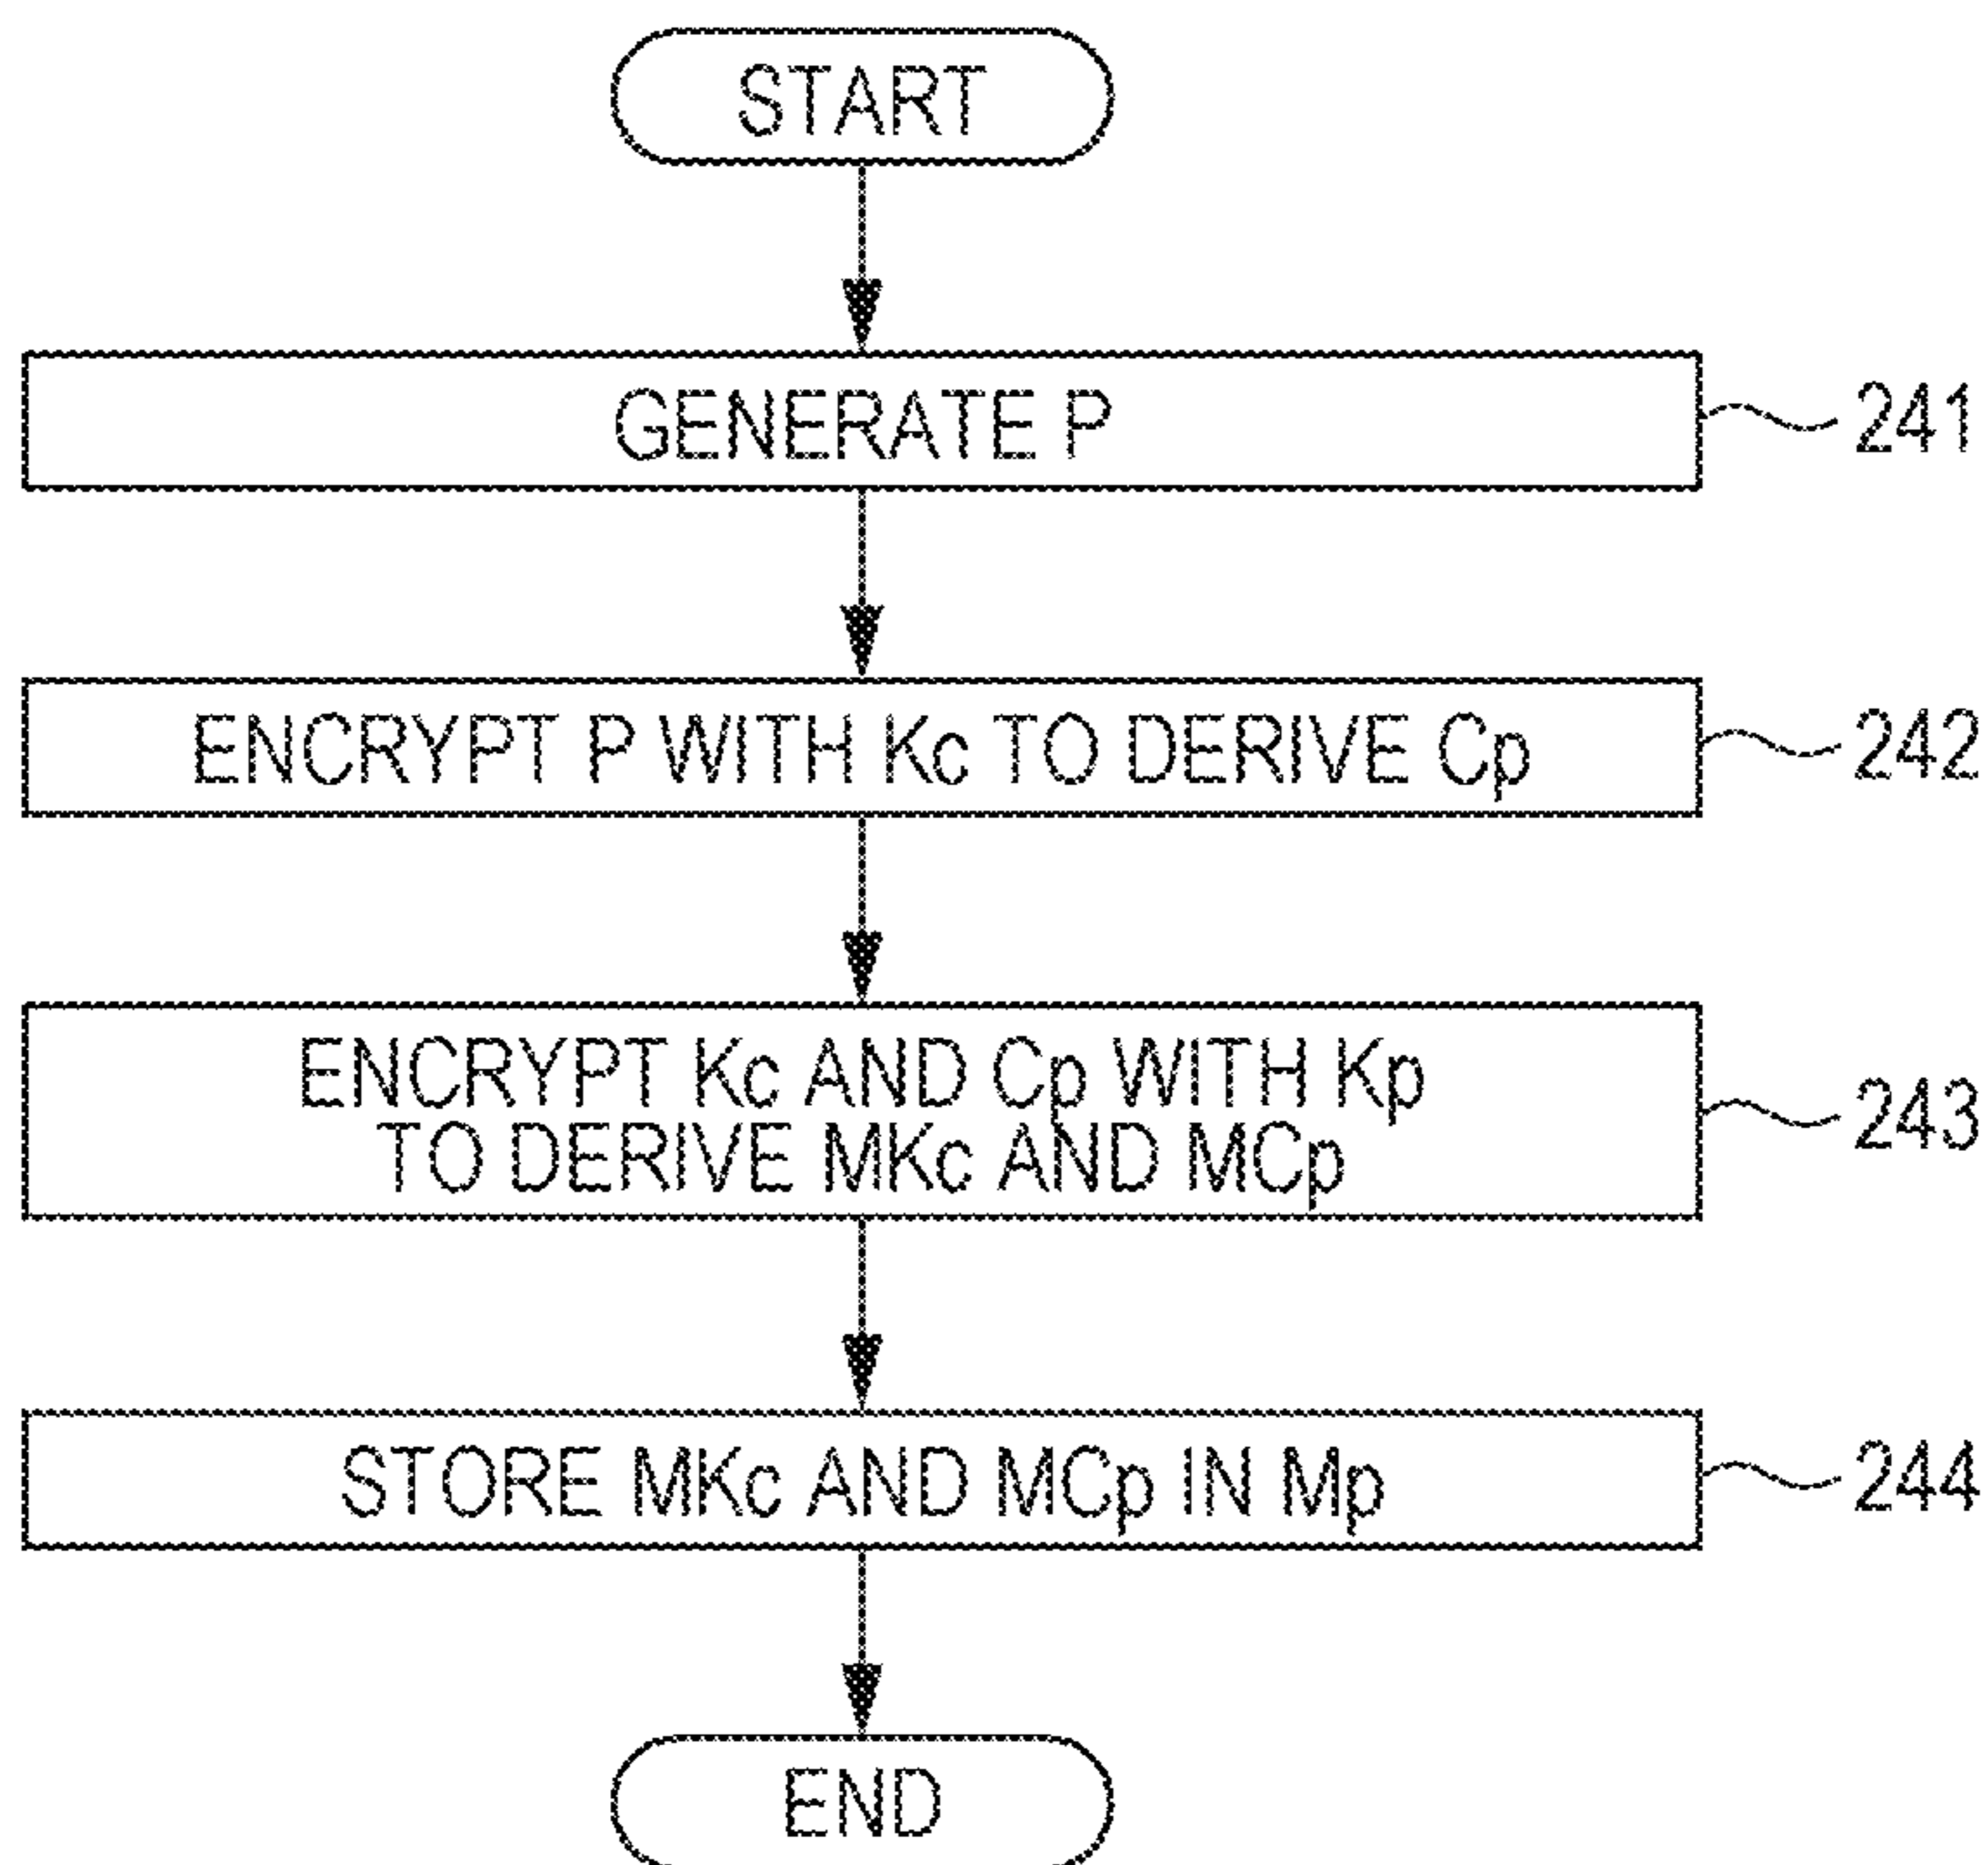 START
GENERATE P
241
ENCRYPT P WITH Kc TO DERIVE Cp
242
ENCRYPT Kc AND Cp WITH Kp
TO DERIVE MKc AND MCp
243
STORE MKc AND MCp IN Mp
244
END